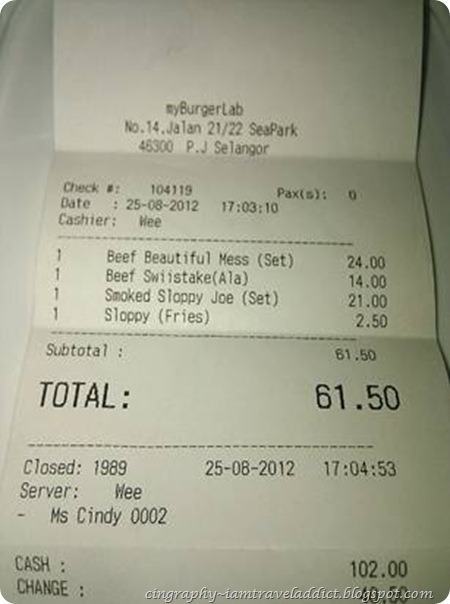 myBurgerLab
No.14,Jalan 21/22 SeaPark
46300 P.J Selangor
Check #: 104119 Pax(s): 0
Date : 25-08-2012 17:03:10
Cashier: Wee
1 Beef Beautiful Mess (Set) 24.00
1 Beef Swiistake(Ala) 14.00
1 Smoked Sloppy Joe (Set) 21.00
1 Sloppy (Fries) 2.50
Subtotal : 61.50
TOTAL: 61.50
Closed: 1989 25-08-2012 17:04:53
Server: Wee
- Ms Cindy 0002
CASH : 102.00
CHANGE :
cingraphy-iamtraveladdict.blogspot.com